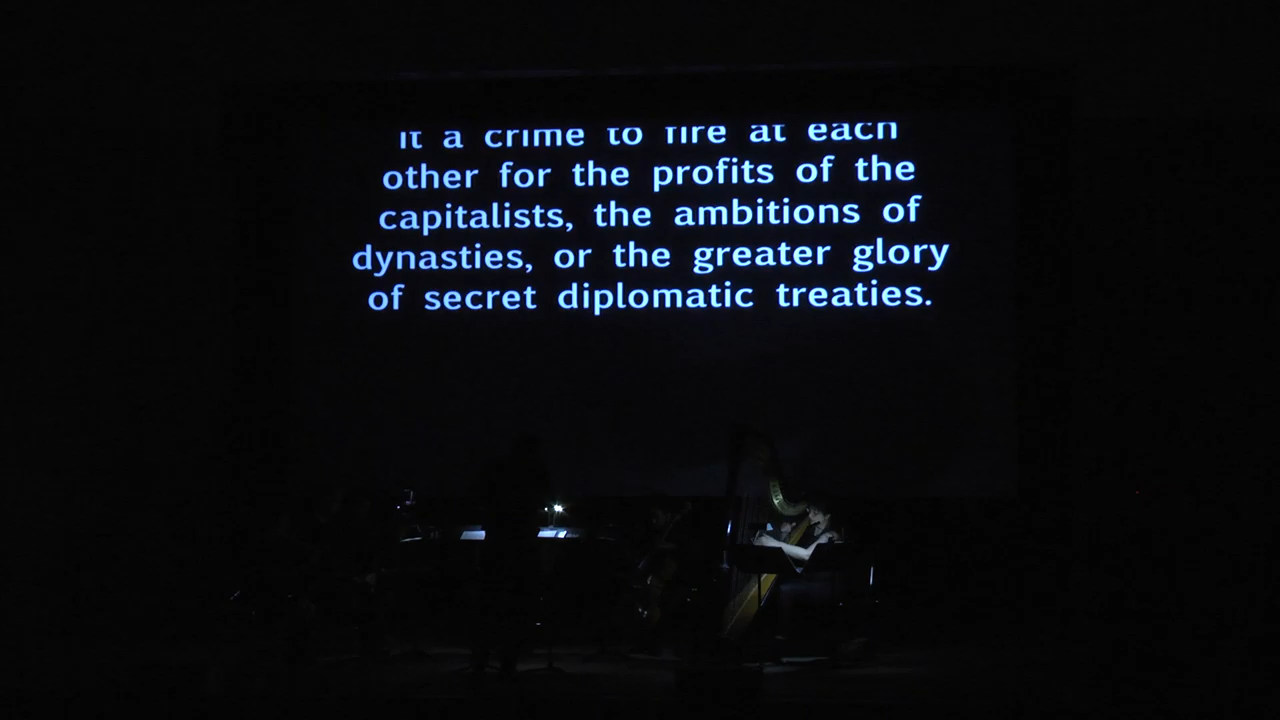 it a crime to fire at each
other for the profits of the
capitalists, the ambitions of
dynasties, or the greater glory
of secret diplomatic treaties.